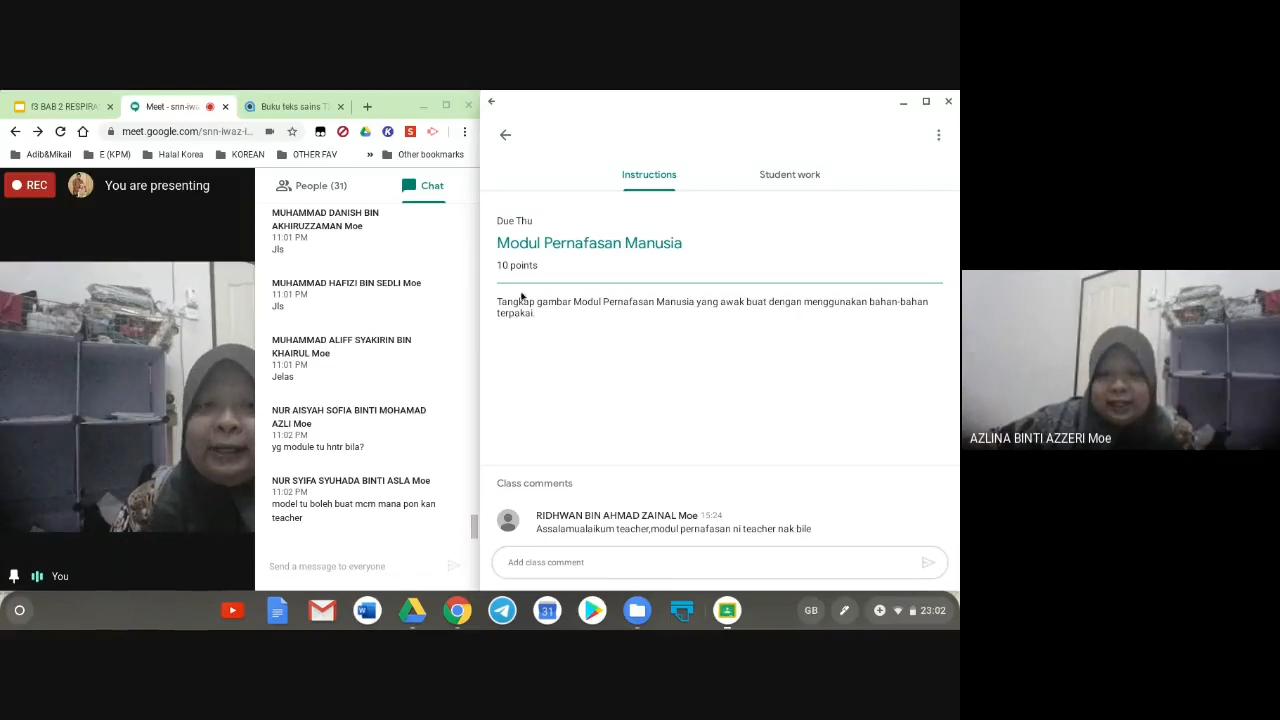 f3 BAB 2 RESPIRA
Meet - snn-iwa
Buku teks sains T
meet.google.com/snn-iwaz-i...
Adib&Mikail
E (KPM)
Halal Korea
KOREAN
OTHER FAV
»
Other bookmarks
REC
You are presenting
People (31)
Chat
MUHAMMAD DANISH BIN
AKHIRUZZAMAN Moe
11:01 PM
Jls
MUHAMMAD HAFIZI BIN SEDLI Moe
11:01 PM
Jls
MUHAMMAD ALIFF SYAKIRIN BIN
KHAIRUL Moe
11:01 PM
Jelas
NUR AISYAH SOFIA BINTI MOHAMAD
AZLI Moe
11:02 PM
yg module tu hntr bila?
NUR SYIFA SYUHADA BINTI ASLA Moe
11:02 PM
model tu boleh buat mcm mana pon kan
teacher
Send a message to everyone
You
Instructions
Student work
Due Thu
Modul Pernafasan Manusia
10 points
Tangkap gambar Modul Pernafasan Manusia yang awak buat dengan menggunakan bahan-bahan
terpakai.
Class comments
RIDHWAN BIN AHMAD ZAINAL Moe 15:24
Assalamualaikum teacher,modul pernafasan ni teacher nak bile
Add class comment
AZLINA BINTI AZZERI Moe
31
GB
23:02